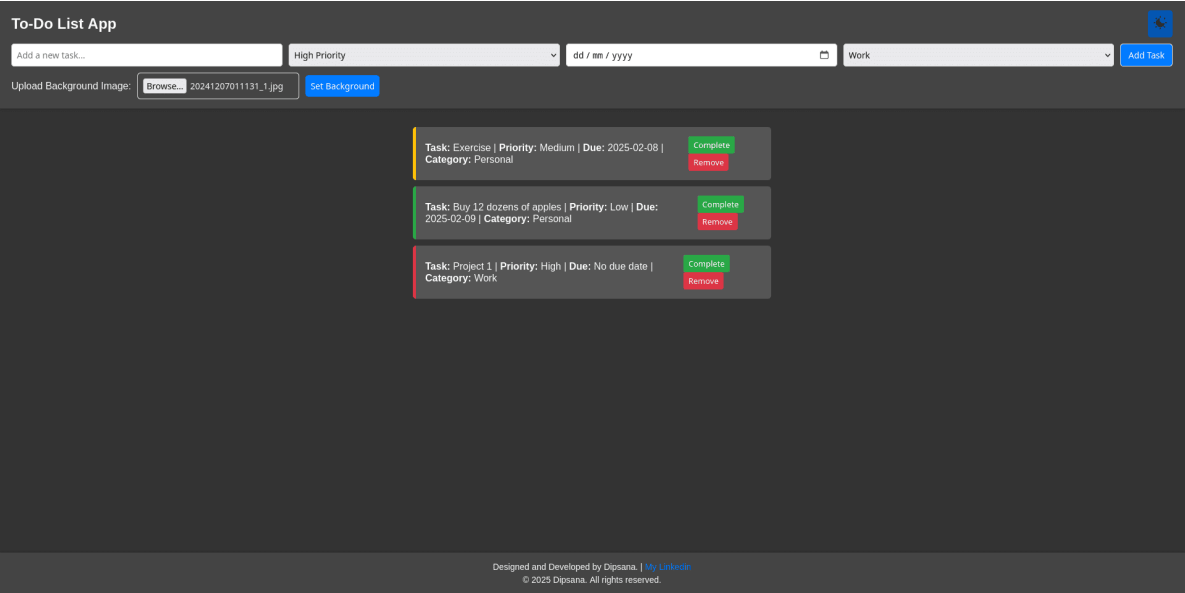 To-Do List App
Add a new task...
High Priority
dd / mm / yyyy
Work
Add Task
Upload Background Image:
Browse... 20241207011131_1.jpg
Set Background
Task: Exercise | Priority: Medium | Due: 2025-02-08 |
Category: Personal
Complete
Remove
Task: Buy 12 dozens of apples | Priority: Low | Due:
2025-02-09 | Category: Personal
Complete
Remove
Task: Project 1 | Priority: High | Due: No due date |
Category: Work
Complete
Remove
Designed and Developed by Dipsana. | My Linkedin
© 2025 Dipsana. All rights reserved.